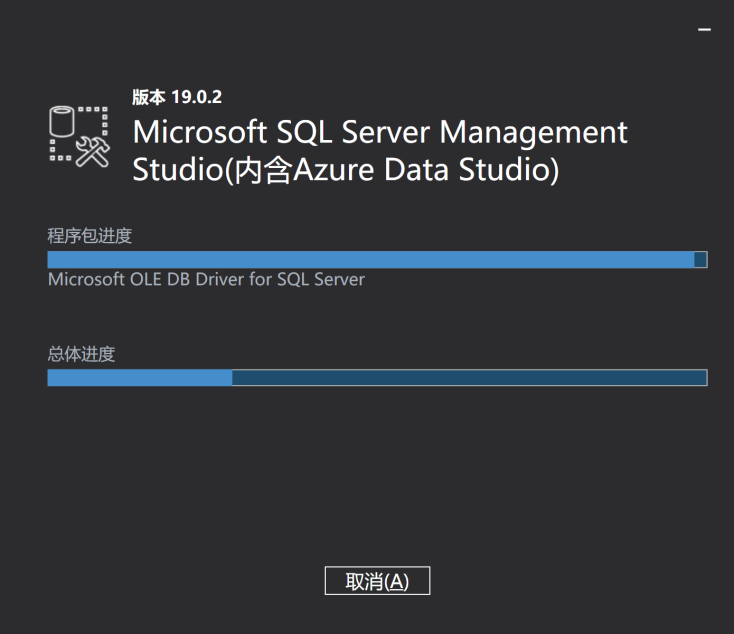 版本 19.0.2
Microsoft SQL Server Management
Studio(内含Azure Data Studio)
程序包进度
Microsoft OLE DB Driver for SQL Server
总体进度
取消(A)